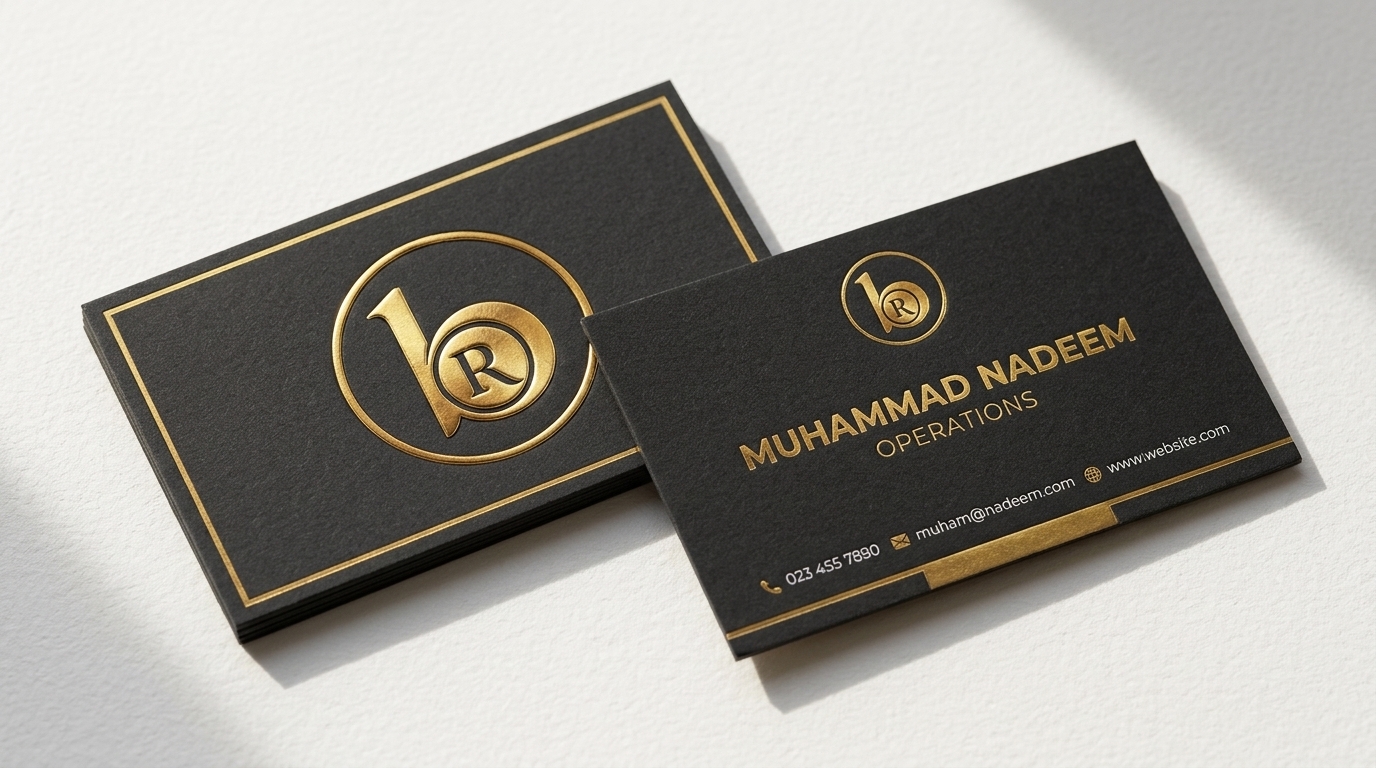 b
R
b
R
MUHAMMAD NADEEM
OPERATIONS
023 455 7890
muham@nadeem.com
www.website.com